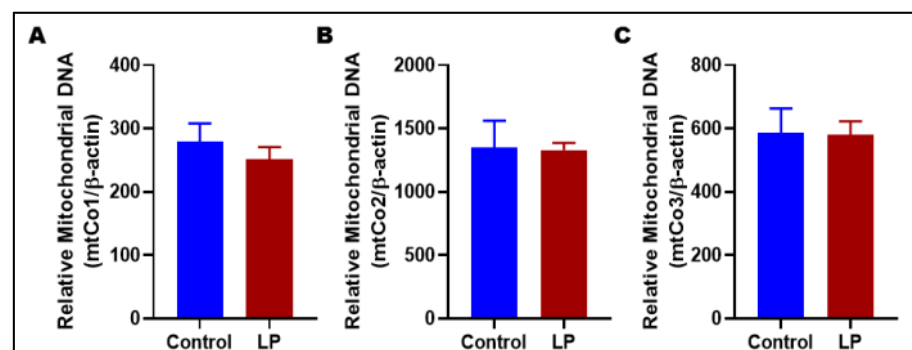 A
Relative Mitochondrial DNA
(mtCo1/β-actin)
400
300
200
100
0
Control LP
B
Relative Mitochondrial DNA
(mtCo2/β-actin)
2000
1500
1000
500
0
Control LP
C
Relative Mitochondrial DNA
(mtCo3/β-actin)
800
600
400
200
0
Control LP